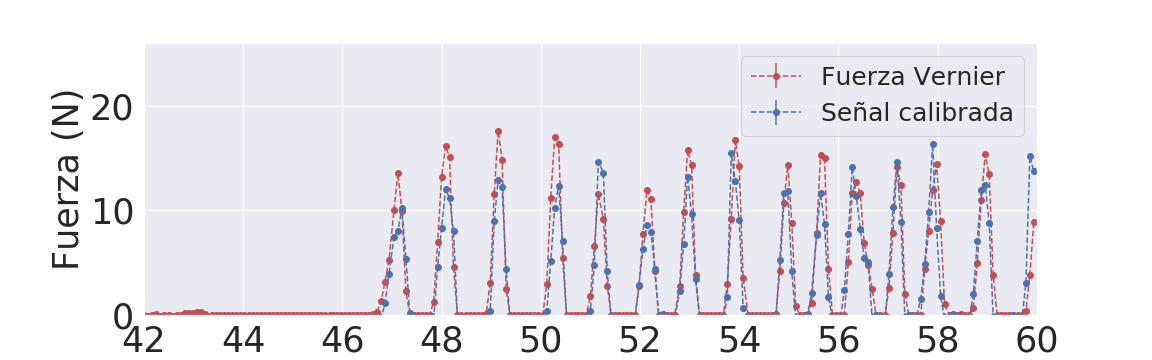 Fuerza (N)
20
10
0
Fuerza Vernier
Señal calibrada
42 44 46 48 50 52 54 56 58 60